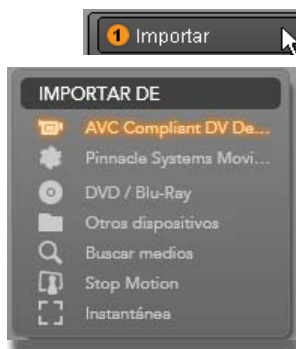 1 Importar
IMPORTAR DE
AVC Compliant DV De...
Pinnacle Systems Movi...
DVD / Blu-Ray
Otros dispositivos
Buscar medios
Stop Motion
Instantánea